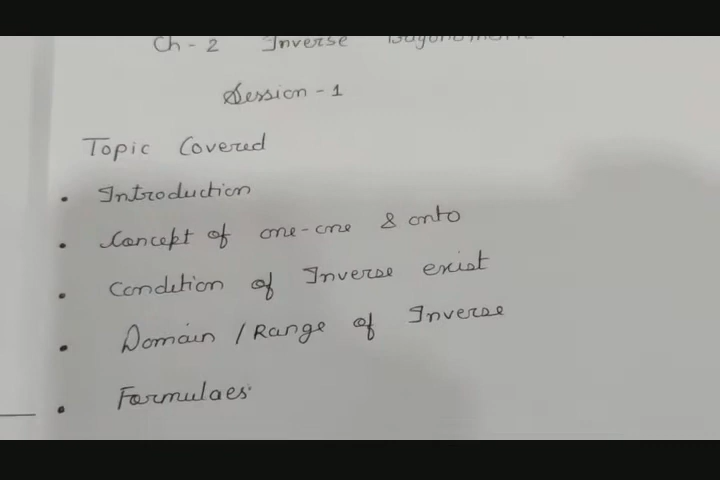 Ch - 2 Inverse
Session - 1
Topic Covered
• Introduction
• Concept of one-one & onto
• Condition of Inverse exist
• Domain / Range of Inverse
• Formulaes